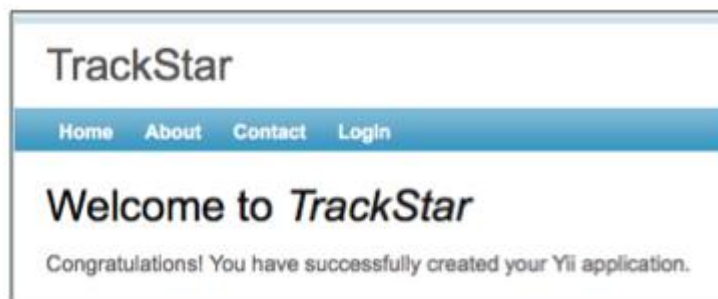 TrackStar
Home About Contact Login
Welcome to TrackStar
Congratulations! You have successfully created your Yii application.